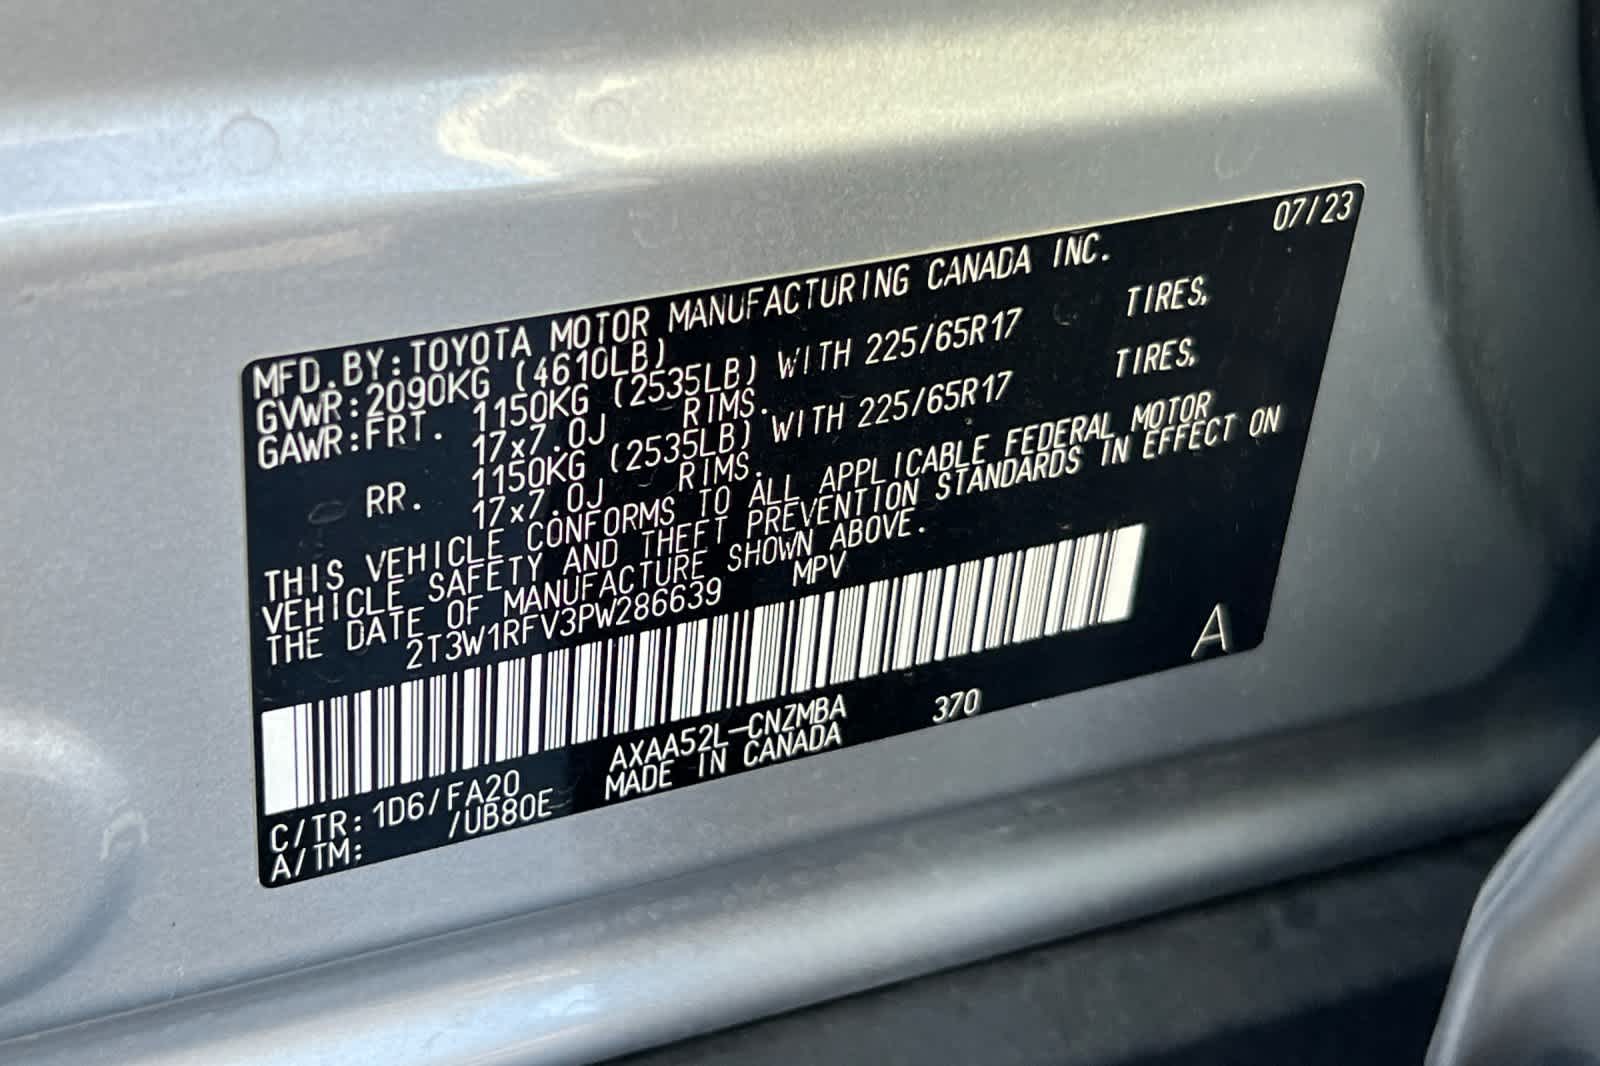 07/23
MFD.BY:TOYOTA MOTOR MANUFACTURING CANADA INC.
GVWR:2090KG (4610LB)
GAWR:FRT. 1150KG (2535LB) WITH 225/65R17 TIRES,
17x7.0J RIMS.
RR. 1150KG (2535LB) WITH 225/65R17 TIRES,
17x7.0J RIMS.
THIS VEHICLE CONFORMS TO ALL APPLICABLE FEDERAL MOTOR
VEHICLE SAFETY AND THEFT PREVENTION STANDARDS IN EFFECT ON
THE DATE OF MANUFACTURE SHOWN ABOVE.
2T3W1RFV3PW286639 MPV
A
C/TR:1D6/FA20 AXAA52L-CNZMBA 370
A/TM: /UB80E MADE IN CANADA